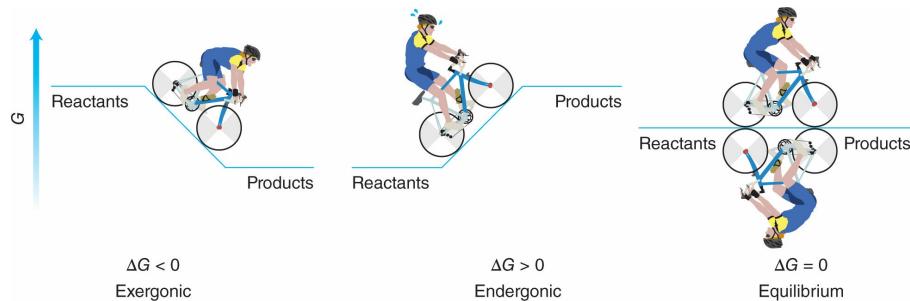 G
Reactants
Products
ΔG < 0
Exergonic
Products
Reactants
ΔG > 0
Endergonic
Reactants Products
ΔG = 0
Equilibrium